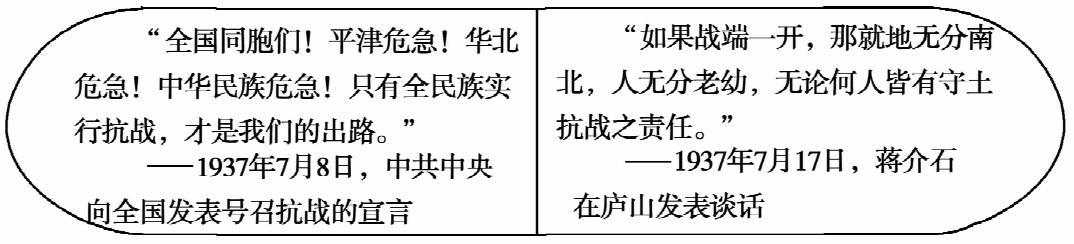 “全国同胞们！平津危急！华北
危急！中华民族危急！只有全民族实
行抗战，才是我们的出路。”
——1937年7月8日，中共中央
向全国发表号召抗战的宣言
“如果战端一开，那就地无分南
北，人无分老幼，无论何人皆有守土
抗战之责任。”
——1937年7月17日，蒋介石
在庐山发表谈话